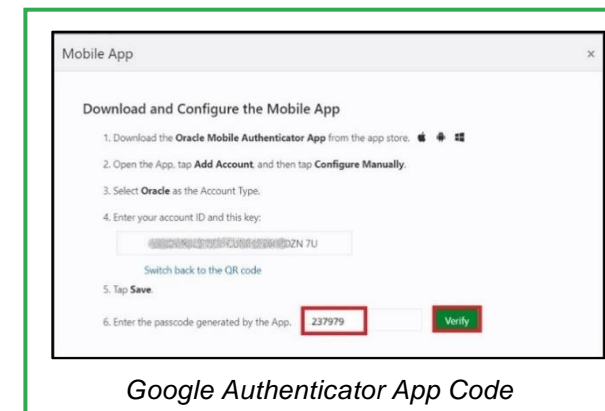 Mobile App ×
Download and Configure the Mobile App
1. Download the Oracle Mobile Authenticator App from the app store.
2. Open the App, tap Add Account, and then tap Configure Manually.
3. Select Oracle as the Account Type.
4. Enter your account ID and this key:
DZN 7U
Switch back to the QR code
5. Tap Save.
6. Enter the passcode generated by the App. 237979 Verify
Google Authenticator App Code